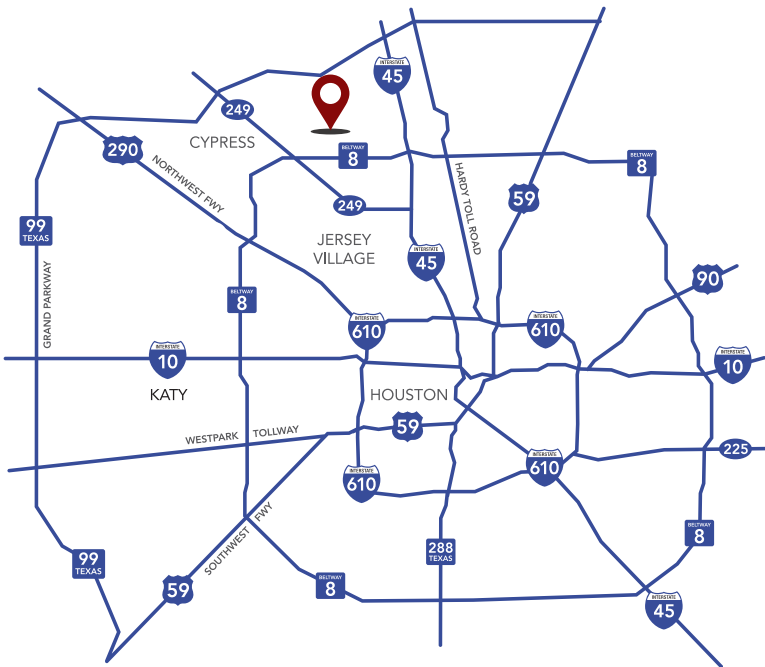 INTERSTATE
45
249
CYPRESS
290
BELTWAY
8
BELTWAY
8
NORTHWEST FWY
HARDY TOLL ROAD
59
249
99
TEXAS
JERSEY
VILLAGE
INTERSTATE
45
90
GRAND PARKWAY
BELTWAY
8
INTERSTATE
610
INTERSTATE
610
INTERSTATE
10
INTERSTATE
10
KATY
HOUSTON
59
WESTPARK TOLLWAY
225
INTERSTATE
610
INTERSTATE
610
SOUTHWEST FWY
BELTWAY
8
288
TEXAS
99
TEXAS
59
BELTWAY
8
INTERSTATE
45